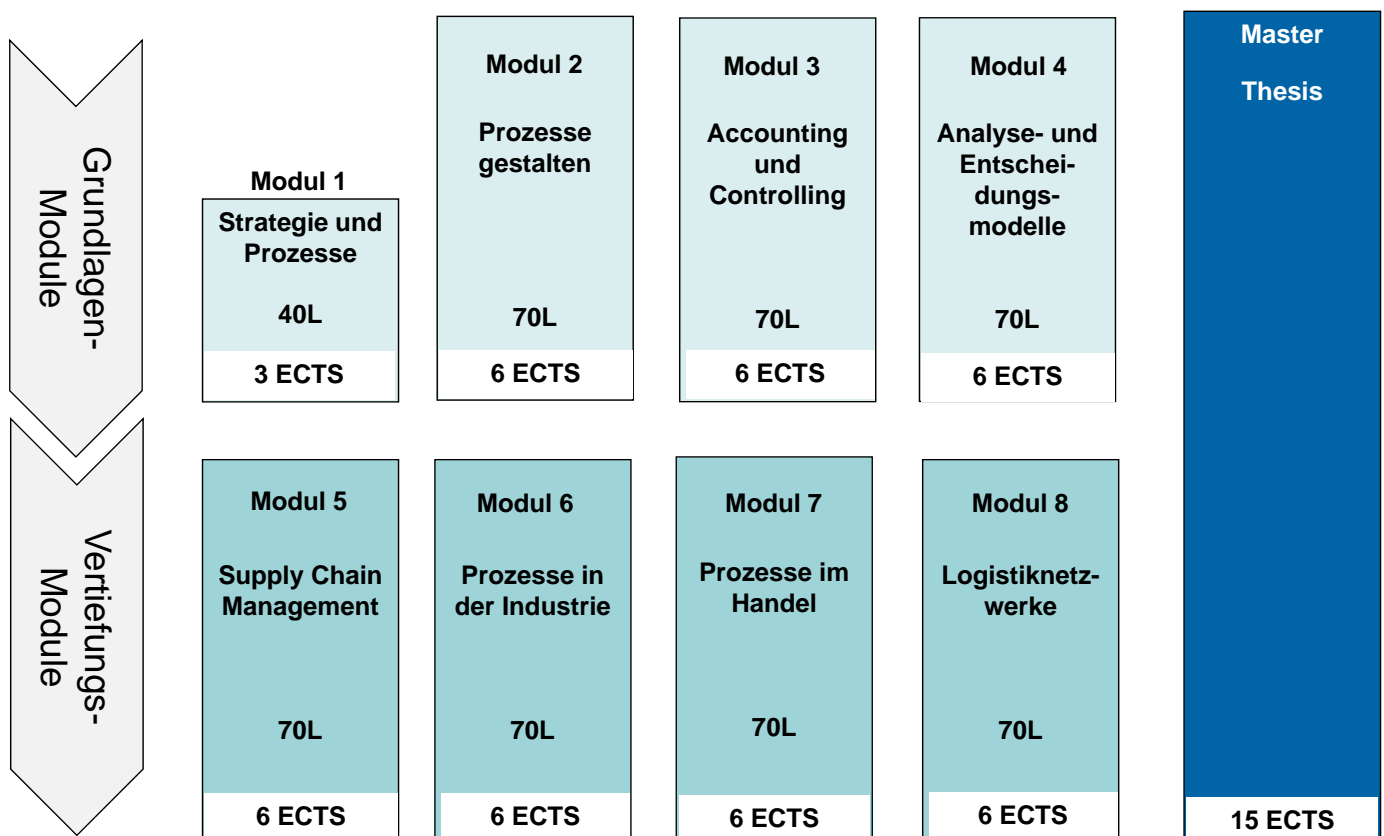 Grundlagen-
Module
Modul 1
Strategie und
Prozesse
40L
3 ECTS
Modul 2
Prozesse
gestalten
70L
6 ECTS
Modul 3
Accounting
und
Controlling
70L
6 ECTS
Modul 4
Analyse- und
Entschei-
dungs-
modelle
70L
6 ECTS
Vertiefungs-
Module
Modul 5
Supply Chain
Management
70L
6 ECTS
Modul 6
Prozesse in
der Industrie
70L
6 ECTS
Modul 7
Prozesse im
Handel
70L
6 ECTS
Modul 8
Logistiknetz-
werke
70L
6 ECTS
Master
Thesis
15 ECTS